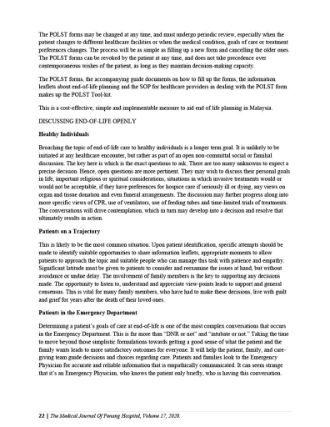 The POLST forms may be changed at any time, and must undergo periodic review, especially when the
patient changes to different healthcare facilities or when the medical condition, goals of care or treatment
preferences changes. The process will be as simple as filling up a new form and cancelling the older ones.
The POLST forms can be revoked by the patient at any time, and does not take precedence over
contemporaneous wishes of the patient, as long as they maintain decision-making capacity.
The POLST forms, the accompanying guide documents on how to fill up the forms, the information
leaflets about end-of-life planning and the SOP for healthcare providers in dealing with the POLST form
makes up the POLST Tool-kit.
This is a cost-effective, simple and implementable measure to aid end of life planning in Malaysia.
DISCUSSING END-OF-LIFE OPENLY
Healthy Individuals
Broaching the topic of end-of-life care to healthy individuals is a longer term goal. It is unlikely to be
initiated at any healthcare encounter, but rather as part of an open non-committal social or familial
discussion. The key here is which is the exact questions to ask. There are too many unknowns to expect a
precise decision. Hence, open questions are more pertinent. They may wish to discuss their personal goals
in life, important religious or spiritual considerations, situations in which invasive treatments would or
would not be acceptable, if they have preferences for hospice care if seriously ill or dying, any views on
organ and tissue donation and even funeral arrangements. The discussion may further progress along into
more specific views of CPR, use of ventilators, use of feeding tubes and time-limited trials of treatments.
The conversations will drive contemplation, which in turn may develop into a decision and resolve that
ultimately results in action.
Patients on a Trajectory
This is likely to be the most common situation. Upon patient identification, specific attempts should be
made to identify suitable opportunities to share information leaflets, appropriate moments to allow
patients to approach the topic and suitable people who can manage this task with patience and empathy.
Significant latitude must be given to patients to consider and reexamine the issues at hand, but without
avoidance or undue delay. The involvement of family members is the key to supporting any decisions
made. The opportunity to listen to, understand and appreciate view-points leads to support and general
consensus. This is vital for many family members, who have had to make these decisions, live with guilt
and grief for years after the death of their loved ones.
Patients in the Emergency Department
Determining a patient's goals of care at end-of-life is one of the most complex conversations that occurs
in the Emergency Department. This is far more than "DNR or not" and "intubate or not." Taking the time
to move beyond those simplistic formulations towards getting a good sense of what the patient and the
family wants leads to more satisfactory outcomes for everyone. It will help the patient, family, and care-
giving team guide decisions and choices regarding care. Patients and families look to the Emergency
Physician for accurate and reliable information that is empathically communicated. It can seem strange
that it's an Emergency Physician, who knows the patient only briefly, who is having this conversation.
22 | The Medical Journal Of Penang Hospital, Volume 17, 2020.